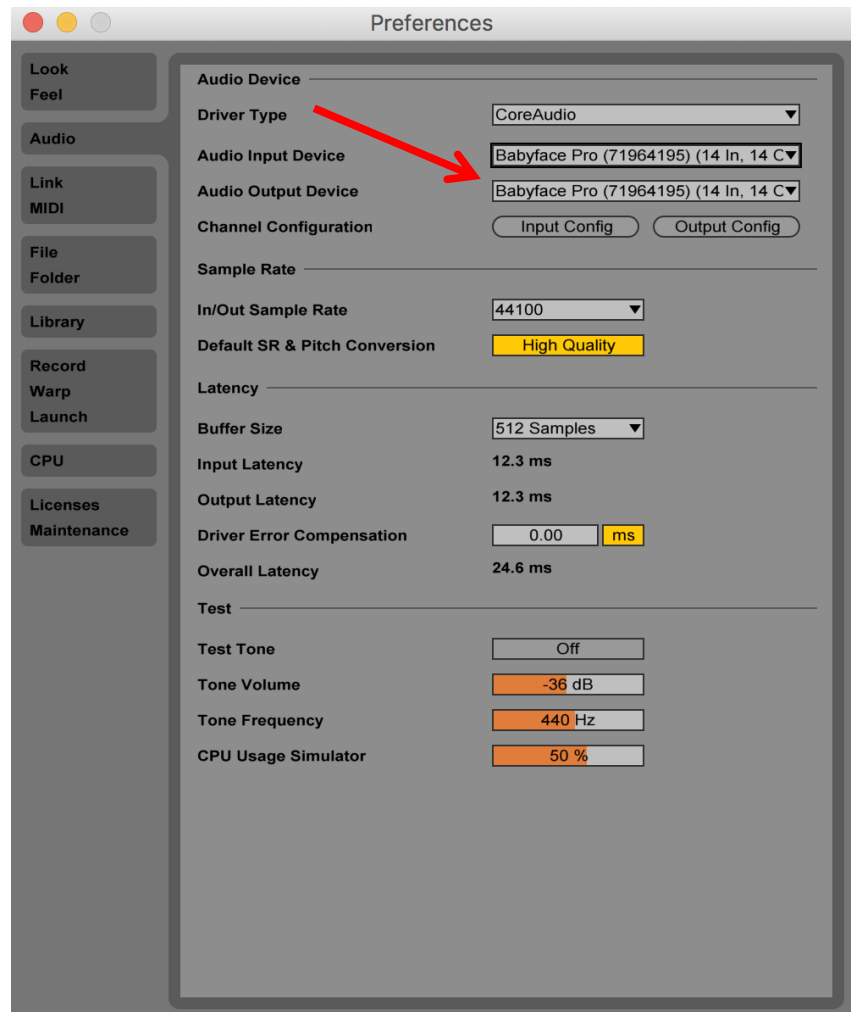 Preferences
Look
Feel
Audio
Link
MIDI
File
Folder
Library
Record
Warp
Launch
CPU
Licenses
Maintenance
Audio Device
Driver Type CoreAudio
Audio Input Device Babyface Pro (71964195) (14 In, 14 C
Audio Output Device Babyface Pro (71964195) (14 In, 14 C
Channel Configuration Input Config Output Config
Sample Rate
In/Out Sample Rate 44100
Default SR & Pitch Conversion High Quality
Latency
Buffer Size 512 Samples
Input Latency 12.3 ms
Output Latency 12.3 ms
Driver Error Compensation 0.00 ms
Overall Latency 24.6 ms
Test
Test Tone Off
Tone Volume -36 dB
Tone Frequency 440 Hz
CPU Usage Simulator 50 %